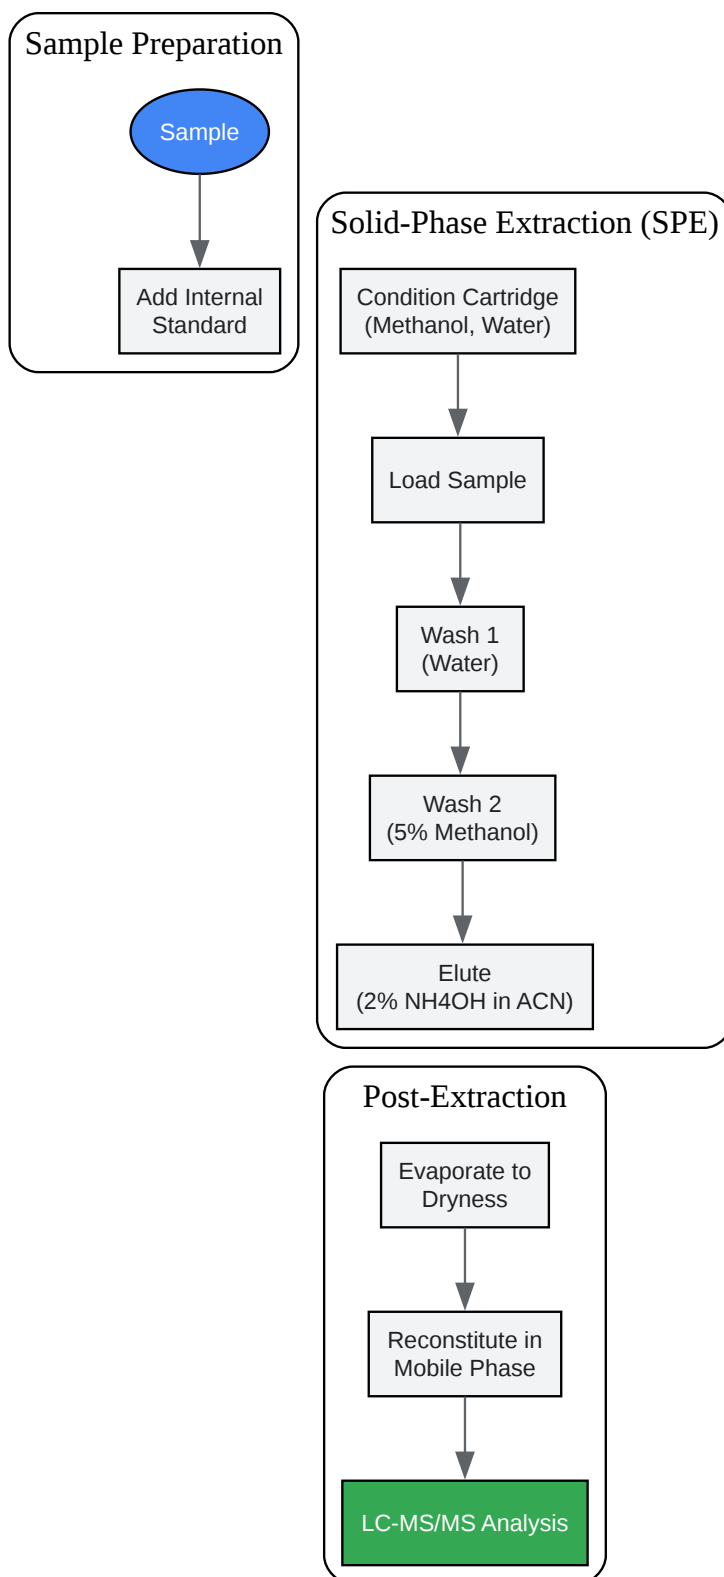 Sample Preparation
Sample
Add Internal
Standard
Solid-Phase Extraction (SPE)
Condition Cartridge
(Methanol, Water)
Load Sample
Wash 1
(Water)
Wash 2
(5% Methanol)
Elute
(2% NH4OH in ACN)
Post-Extraction
Evaporate to
Dryness
Reconstitute in
Mobile Phase
LC-MS/MS Analysis